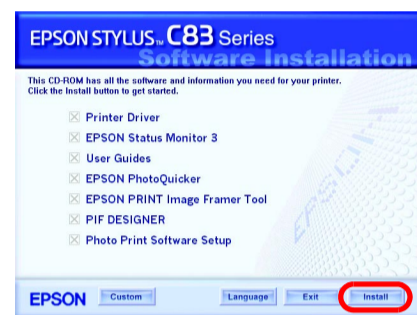 EPSON STYLUS™ C83 Series
Software Installation
This CD-ROM has all the software and information you need for your printer.
Click the Install button to get started.
Printer Driver
EPSON Status Monitor 3
User Guides
EPSON PhotoQuicker
EPSON PRINT Image Framer Tool
PIF DESIGNER
Photo Print Software Setup
EPSON Custom Language Exit Install
EPSON